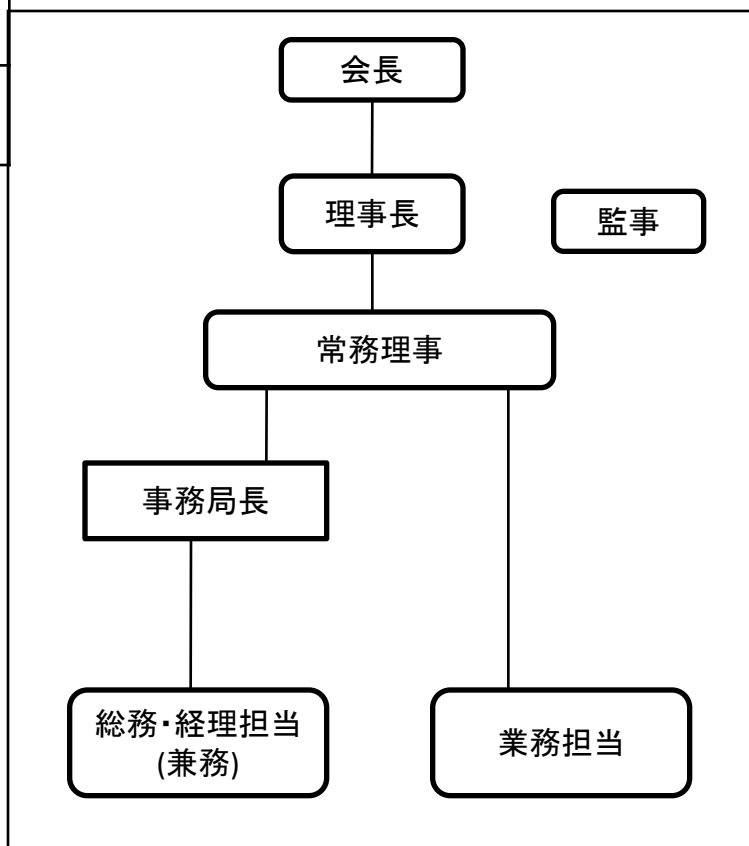 会長
理事長
監事
常務理事
事務局長
総務・経理担当
(兼務)
業務担当